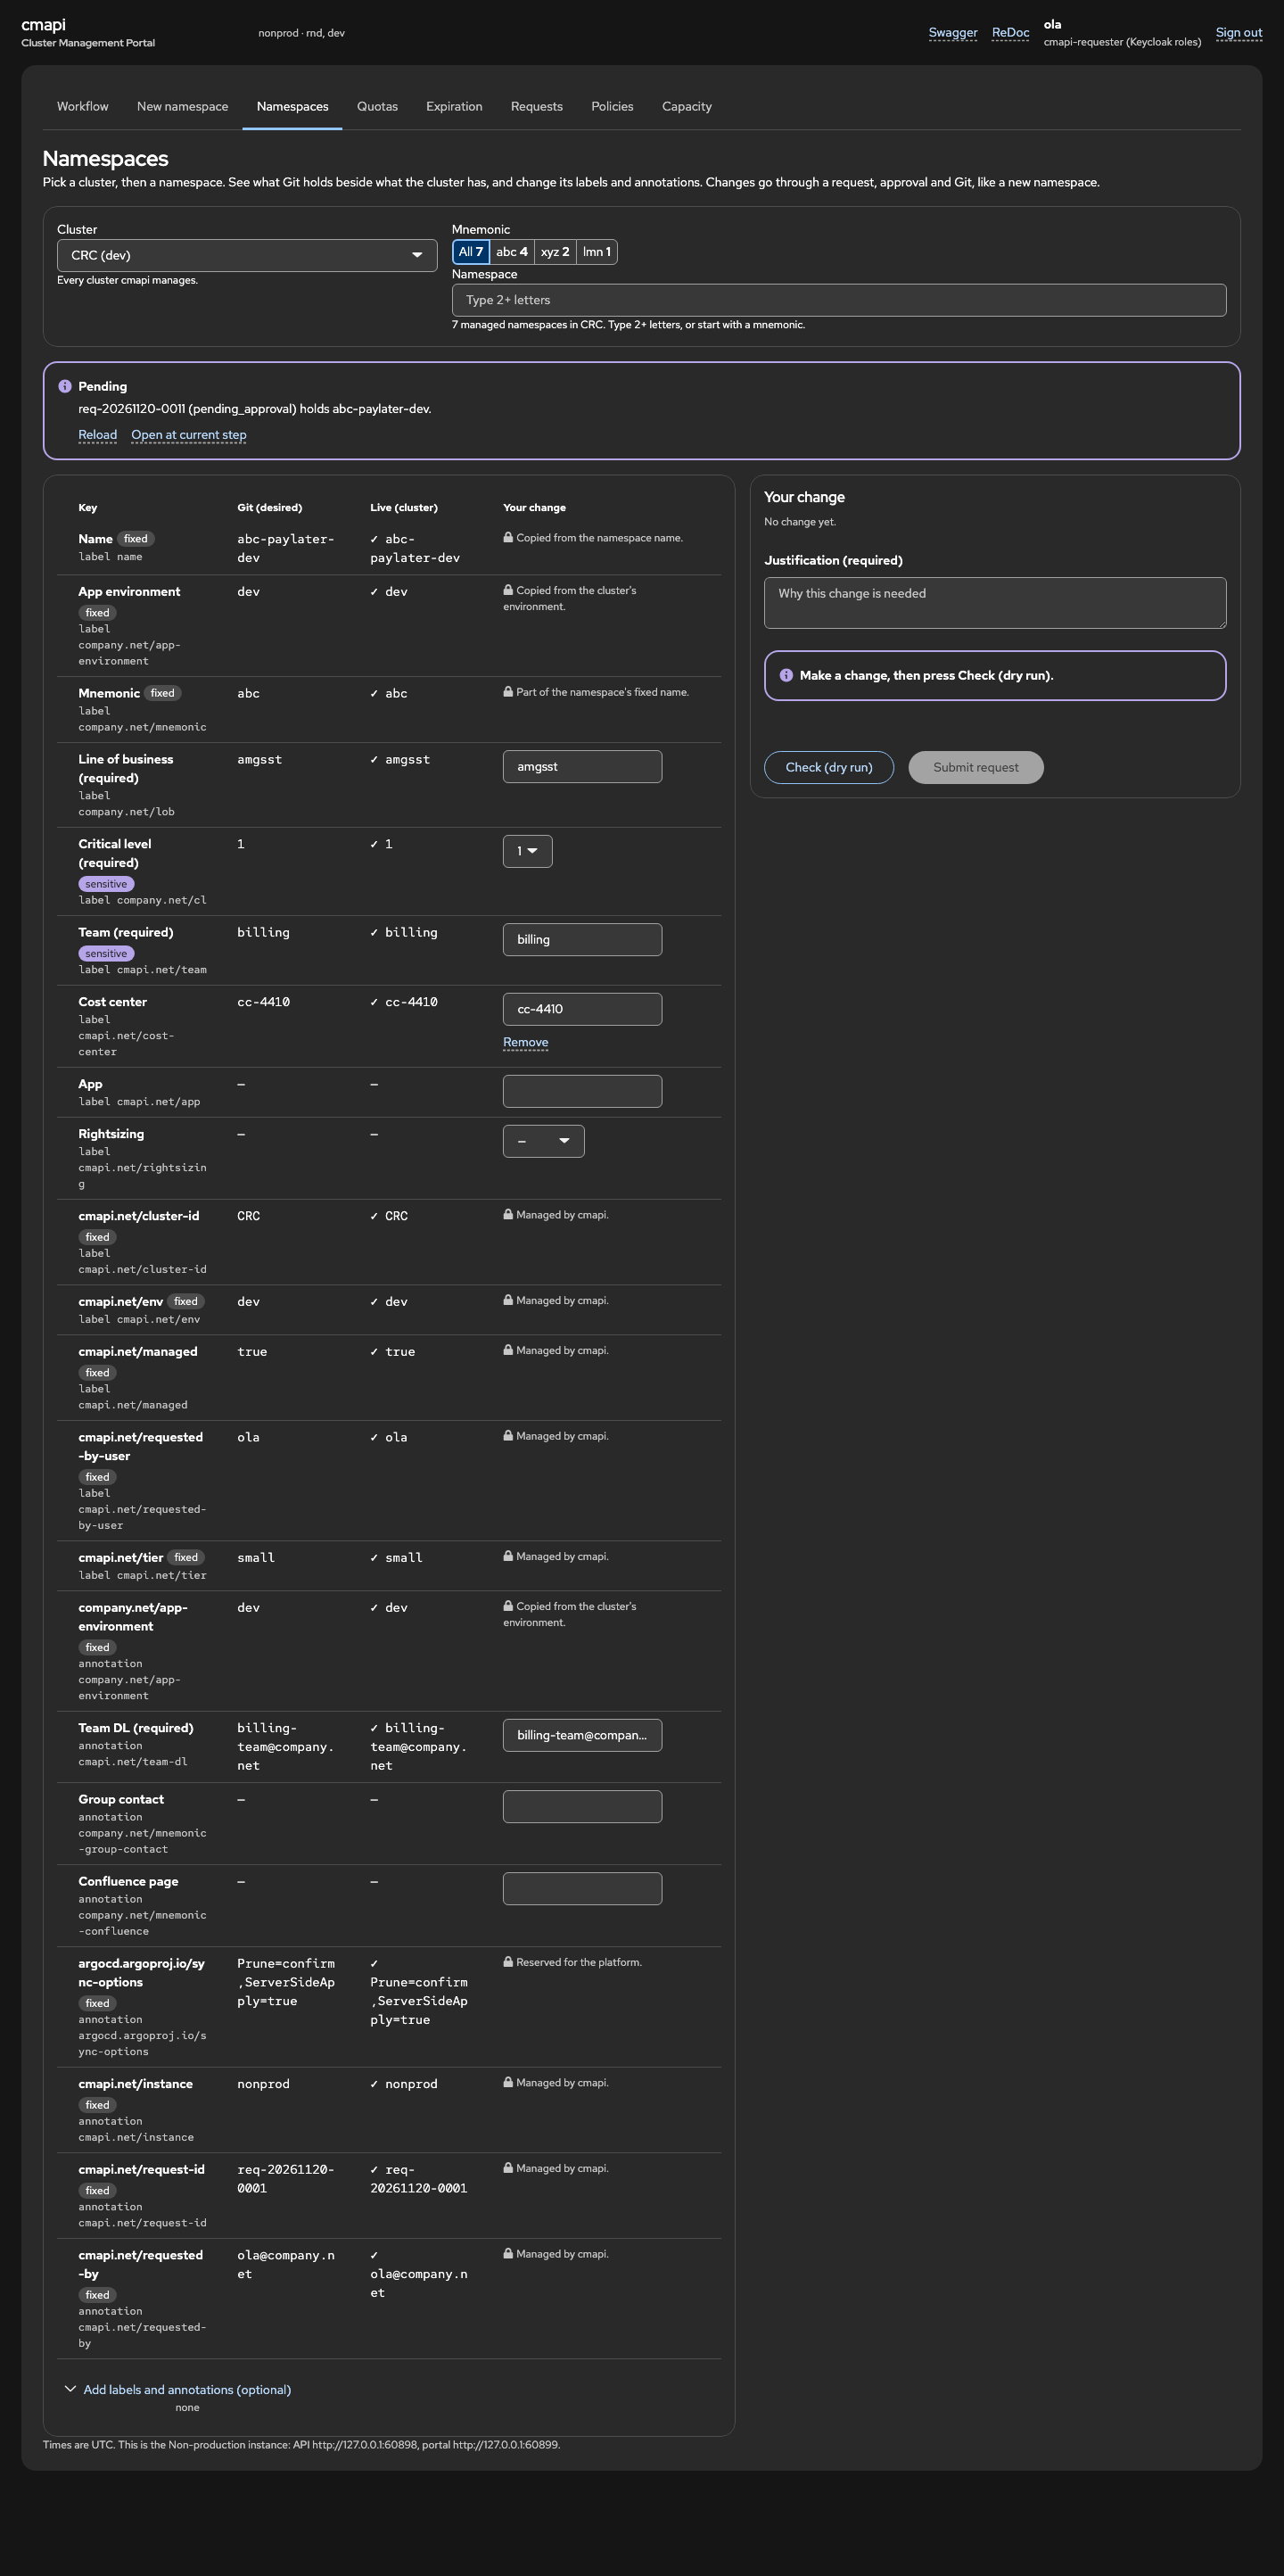 cmapi
Cluster Management Portal
nonprod · rnd, dev
Swagger
ReDoc
ola
cmapi-requester (Keycloak roles)
Sign out
Workflow
New namespace
Namespaces
Quotas
Expiration
Requests
Policies
Capacity
Namespaces
Pick a cluster, then a namespace. See what Git holds beside what the cluster has, and change its labels and annotations. Changes go through a request, approval and Git, like a new namespace.
Cluster
CRC (dev)
Every cluster cmapi manages.
Mnemonic
All 7
abc 4
xyz 2
lmn 1
Namespace
Type 2+ letters
7 managed namespaces in CRC. Type 2+ letters, or start with a mnemonic.
Pending
req-20261120-0011 (pending_approval) holds abc-paylater-dev.
Reload
Open at current step
Key
Git (desired)
Live (cluster)
Your change
Name fixed
label name
abc-paylater-
dev
✓ abc-
paylater-dev
Copied from the namespace name.
App environment
fixed
label
company.net/app-
environment
dev
✓ dev
Copied from the cluster's
environment.
Mnemonic fixed
label
company.net/mnemonic
abc
✓ abc
Part of the namespace's fixed name.
Line of business
(required)
label
company.net/lob
amgsst
✓ amgsst
amgsst
Critical level
(required)
sensitive
label company.net/cl
1
✓ 1
1
Team (required)
sensitive
label cmapi.net/team
billing
✓ billing
billing
Cost center
label
cmapi.net/cost-
center
cc-4410
✓ cc-4410
cc-4410
Remove
App
label cmapi.net/app
—
—
Rightsizing
label
cmapi.net/rightsizin
g
—
—
—
cmapi.net/cluster-id
fixed
label
cmapi.net/cluster-id
CRC
✓ CRC
Managed by cmapi.
cmapi.net/env fixed
label cmapi.net/env
dev
✓ dev
Managed by cmapi.
cmapi.net/managed
fixed
label
cmapi.net/managed
true
✓ true
Managed by cmapi.
cmapi.net/requested
-by-user
fixed
label
cmapi.net/requested-
by-user
ola
✓ ola
Managed by cmapi.
cmapi.net/tier fixed
label cmapi.net/tier
small
✓ small
Managed by cmapi.
company.net/app-
environment
fixed
annotation
company.net/app-
environment
dev
✓ dev
Copied from the cluster's
environment.
Team DL (required)
annotation
cmapi.net/team-dl
billing-
team@company.
net
✓ billing-
team@company.
net
billing-team@compan...
Group contact
annotation
company.net/mnemonic
-group-contact
—
—
Confluence page
annotation
company.net/mnemonic
-confluence
—
—
argocd.argoproj.io/sy
nc-options
fixed
annotation
argocd.argoproj.io/s
ync-options
Prune=confirm
,ServerSideAp
ply=true
✓
Prune=confirm
,ServerSideAp
ply=true
Reserved for the platform.
cmapi.net/instance
fixed
annotation
cmapi.net/instance
nonprod
✓ nonprod
Managed by cmapi.
cmapi.net/request-id
fixed
annotation
cmapi.net/request-id
req-20261120-
0001
✓ req-
20261120-0001
Managed by cmapi.
cmapi.net/requested
-by
fixed
annotation
cmapi.net/requested-
by
ola@company.n
et
✓
ola@company.n
et
Managed by cmapi.
Add labels and annotations (optional)
none
Your change
No change yet.
Justification (required)
Why this change is needed
Make a change, then press Check (dry run).
Check (dry run)
Submit request
Times are UTC. This is the Non-production instance: API http://127.0.0.1:60898, portal http://127.0.0.1:60899.